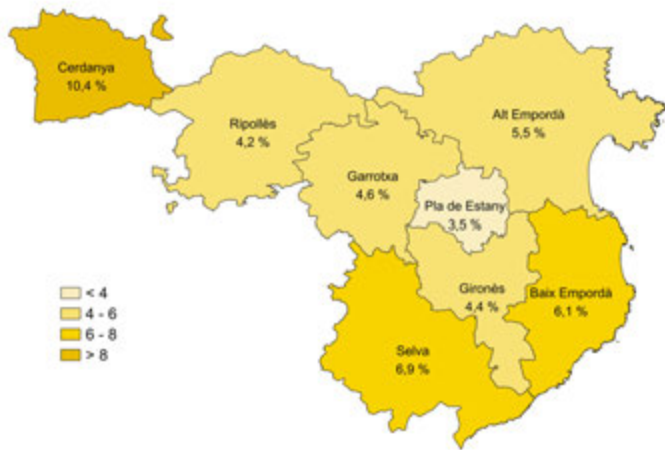 Cerdanya
10,4 %
Ripollès
4,2 %
Alt Empordà
5,5 %
Garrotxa
4,6 %
Pla de Estany
3,5 %
Gironès
4,4 %
Baix Empordà
6,1 %
Selva
6,9 %
< 4
4 - 6
6 - 8
> 8